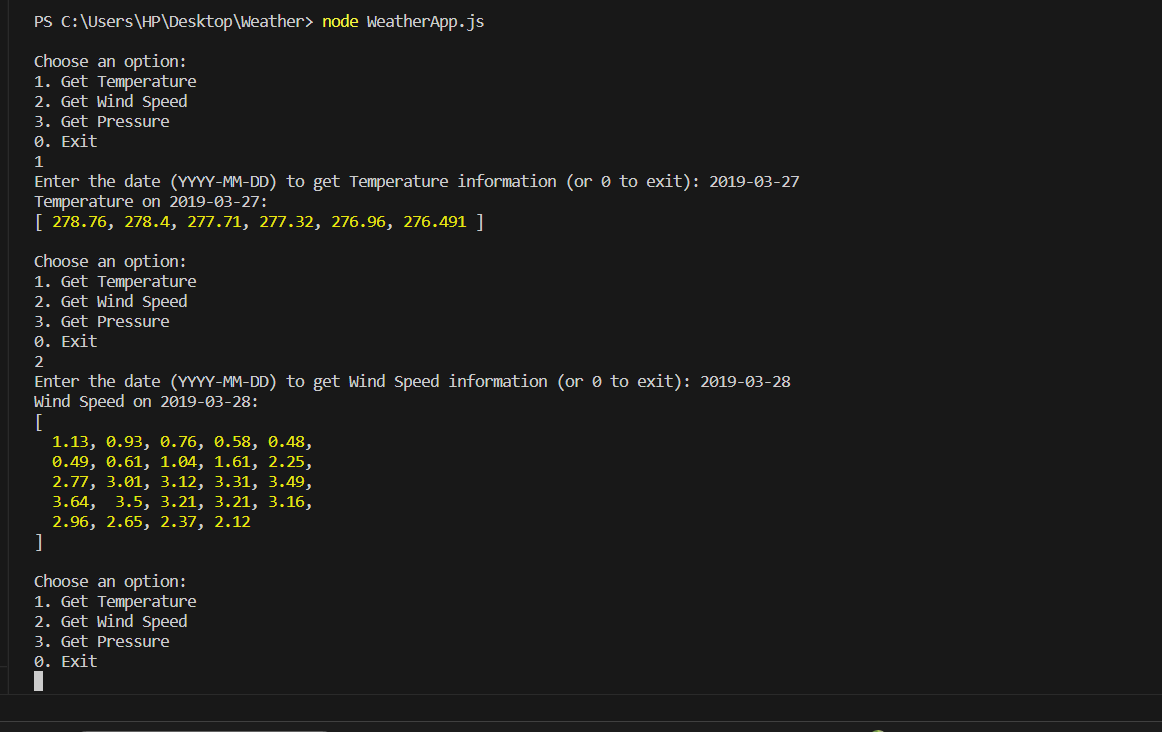 PS C:\Users\HP\Desktop\Weather> node WeatherApp.js
Choose an option:
1. Get Temperature
2. Get Wind Speed
3. Get Pressure
0. Exit
1
Enter the date (YYYY-MM-DD) to get Temperature information (or 0 to exit): 2019-03-27
Temperature on 2019-03-27:
[ 278.76, 278.4, 277.71, 277.32, 276.96, 276.491 ]
Choose an option:
1. Get Temperature
2. Get Wind Speed
3. Get Pressure
0. Exit
2
Enter the date (YYYY-MM-DD) to get Wind Speed information (or 0 to exit): 2019-03-28
Wind Speed on 2019-03-28:
[
1.13, 0.93, 0.76, 0.58, 0.48,
0.49, 0.61, 1.04, 1.61, 2.25,
2.77, 3.01, 3.12, 3.31, 3.49,
3.64,  3.5, 3.21, 3.21, 3.16,
2.96, 2.65, 2.37, 2.12
]
Choose an option:
1. Get Temperature
2. Get Wind Speed
3. Get Pressure
0. Exit